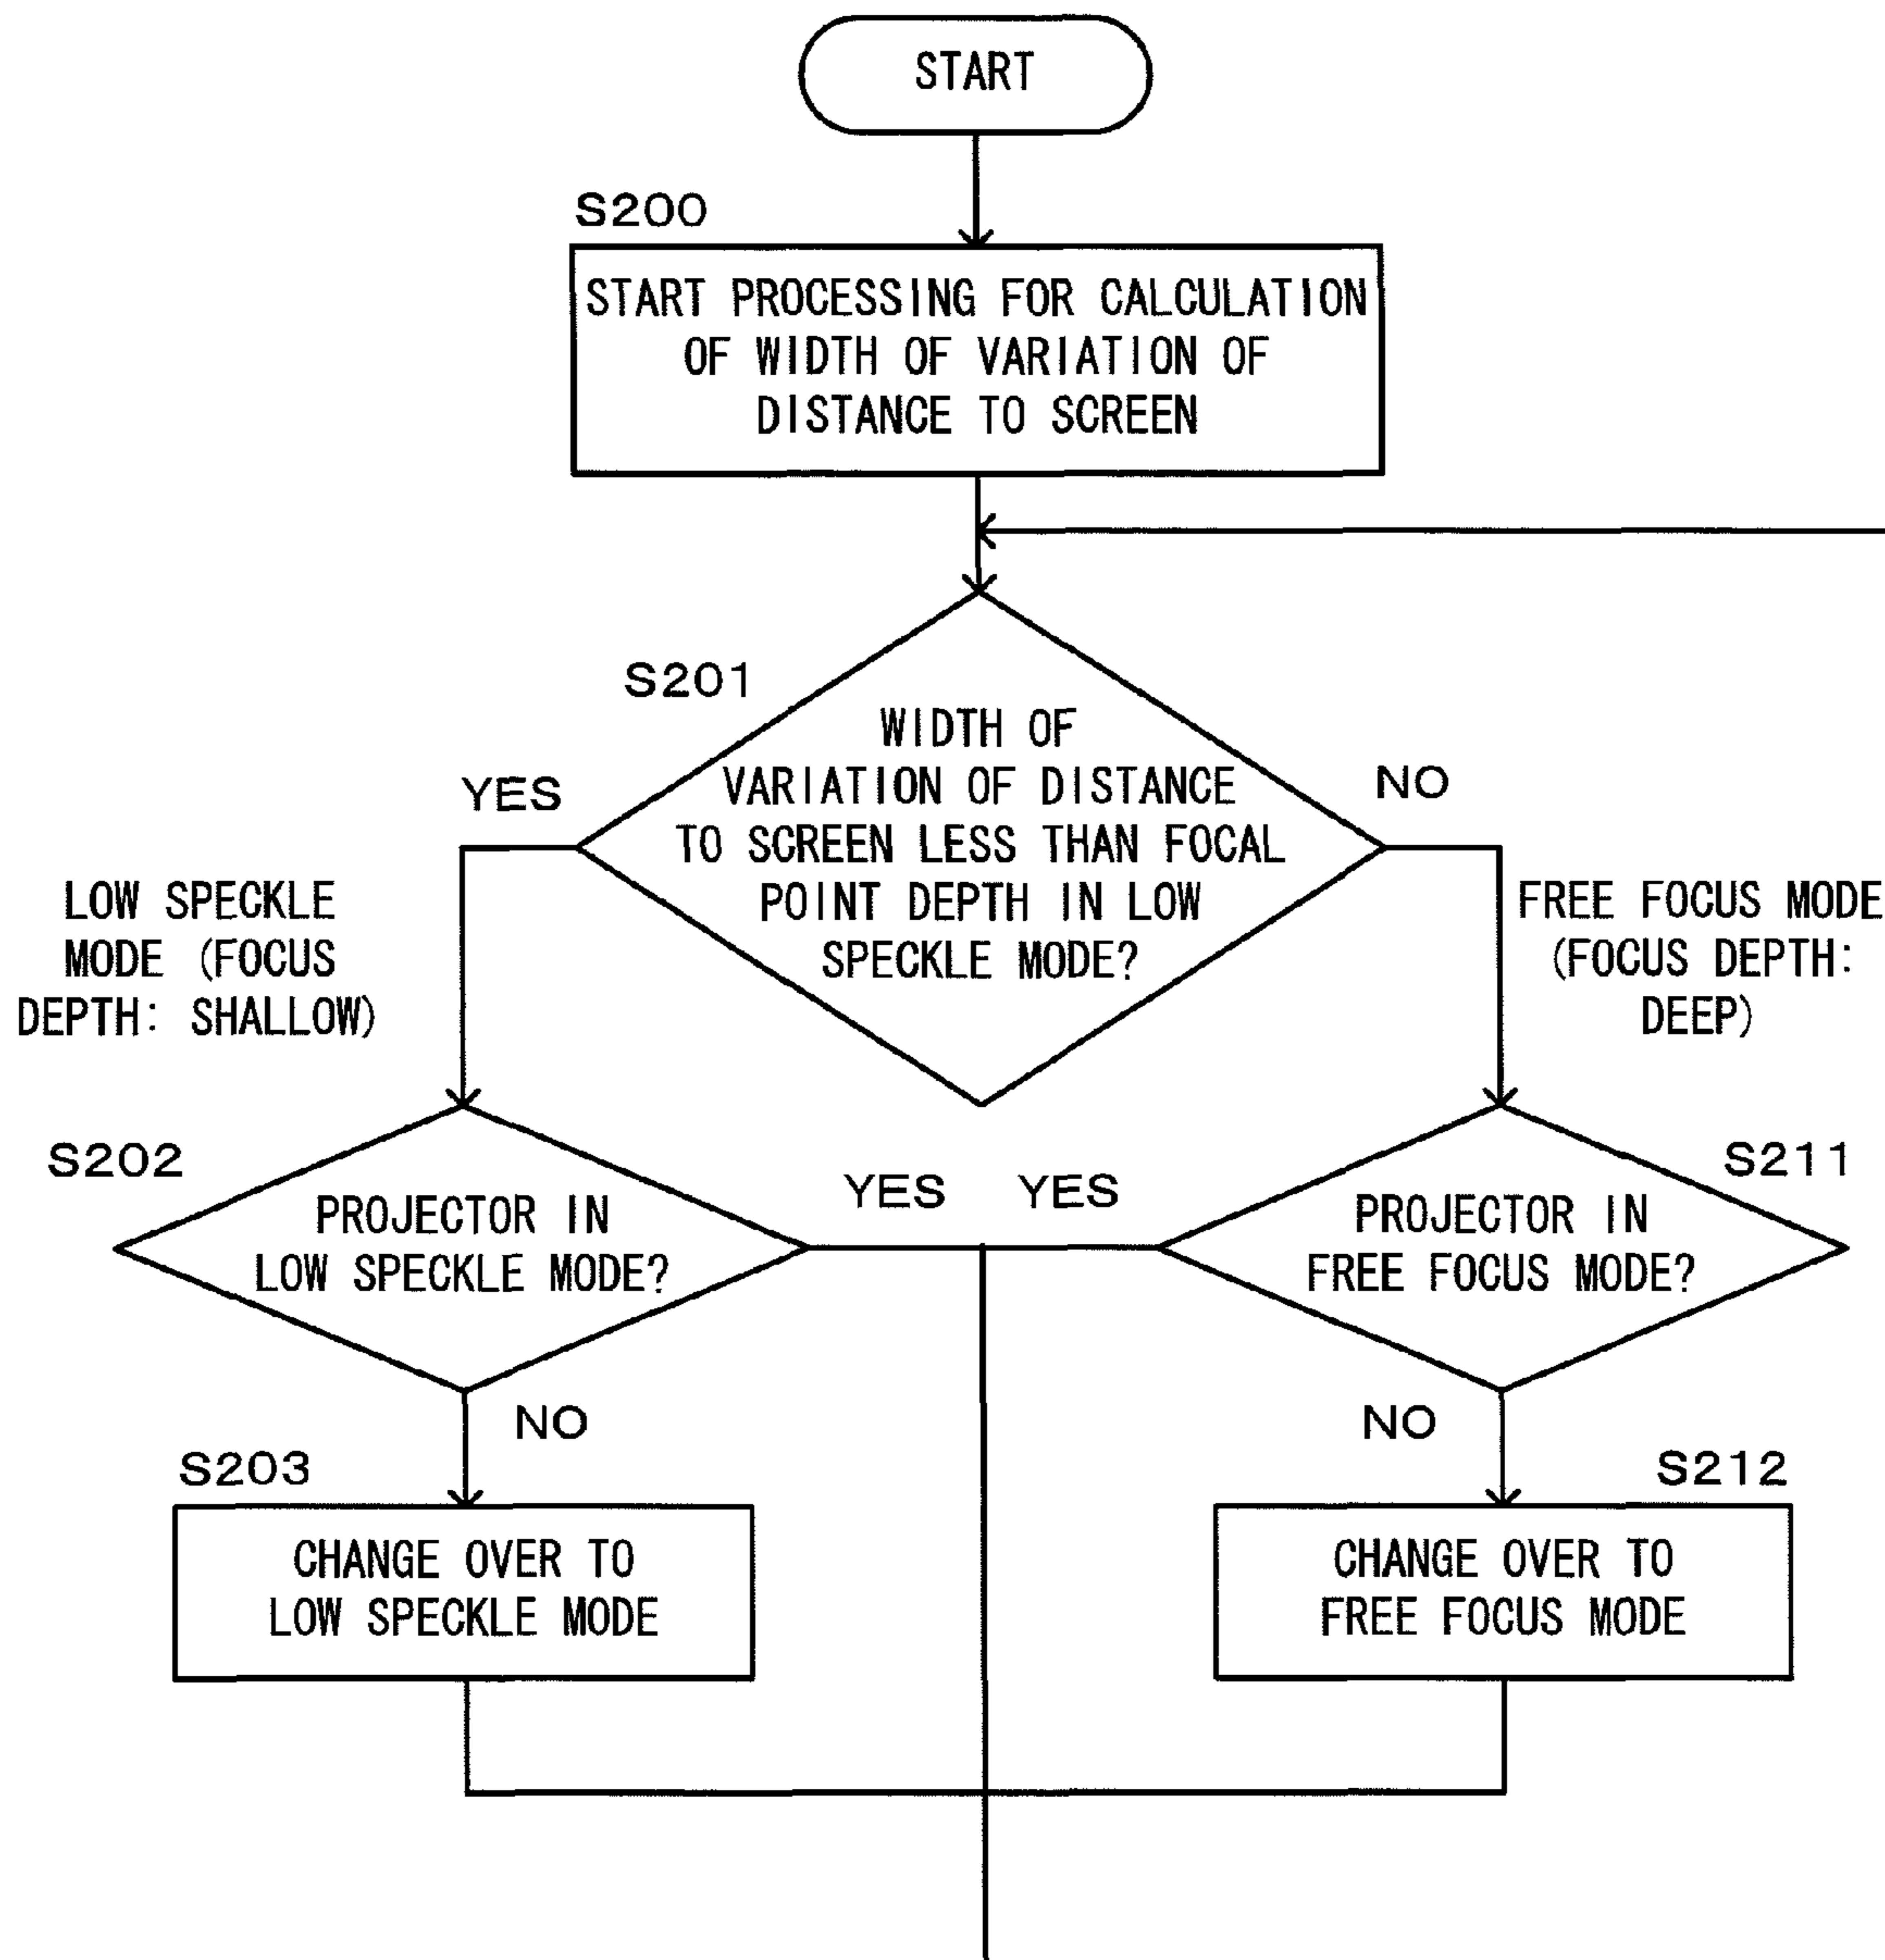 START
S200
START PROCESSING FOR CALCULATION
OF WIDTH OF VARIATION OF
DISTANCE TO SCREEN
S201
WIDTH OF
VARIATION OF DISTANCE
TO SCREEN LESS THAN FOCAL
POINT DEPTH IN LOW
SPECKLE MODE?
YES
NO
LOW SPECKLE
MODE (FOCUS
DEPTH: SHALLOW)
FREE FOCUS MODE
(FOCUS DEPTH:
DEEP)
S202
PROJECTOR IN
LOW SPECKLE MODE?
YES
YES
S211
PROJECTOR IN
FREE FOCUS MODE?
NO
NO
S203
CHANGE OVER TO
LOW SPECKLE MODE
S212
CHANGE OVER TO
FREE FOCUS MODE